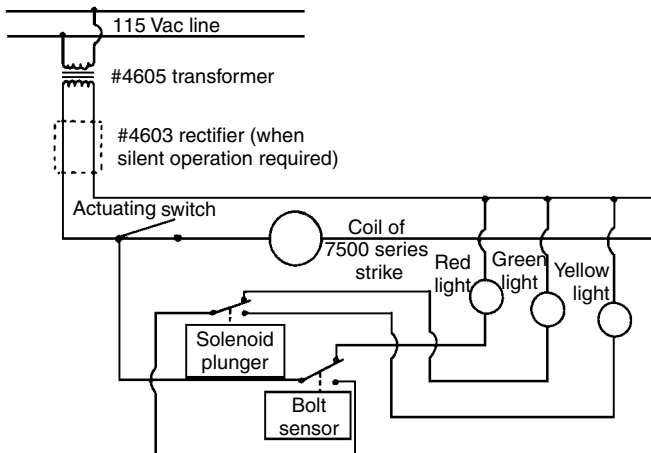 115 Vac line
#4605 transformer
#4603 rectifier (when
silent operation required)
Actuating switch
Coil of
7500 series
strike
Red
light
Green
light
Yellow
light
Solenoid
plunger
Bolt
sensor